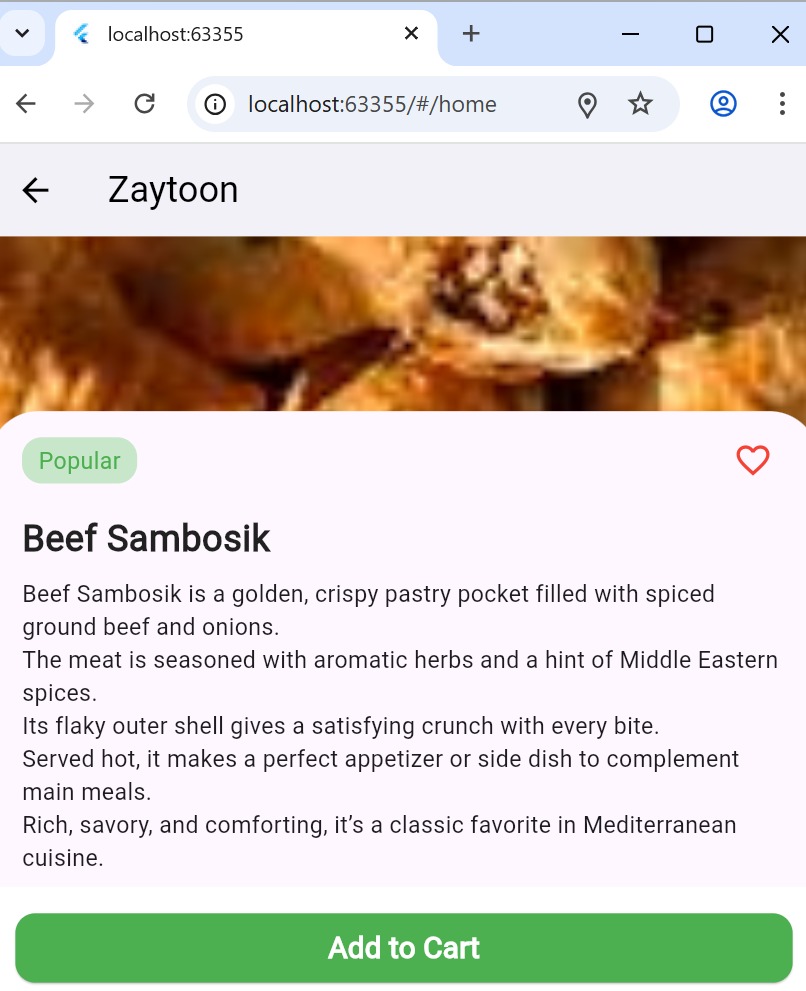 localhost:63355
localhost:63355/#/home
Zaytoon
Popular
Beef Sambosik
Beef Sambosik is a golden, crispy pastry pocket filled with spiced
ground beef and onions.
The meat is seasoned with aromatic herbs and a hint of Middle Eastern
spices.
Its flaky outer shell gives a satisfying crunch with every bite.
Served hot, it makes a perfect appetizer or side dish to complement
main meals.
Rich, savory, and comforting, it’s a classic favorite in Mediterranean
cuisine.
Add to Cart